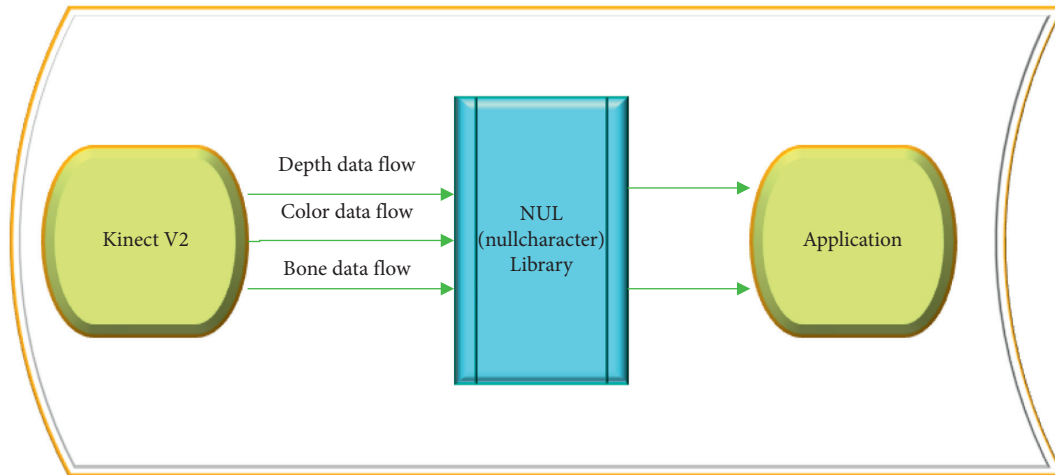 Kinect V2
Depth data flow
Color data flow
Bone data flow
NUL
(nullcharacter)
Library
Application